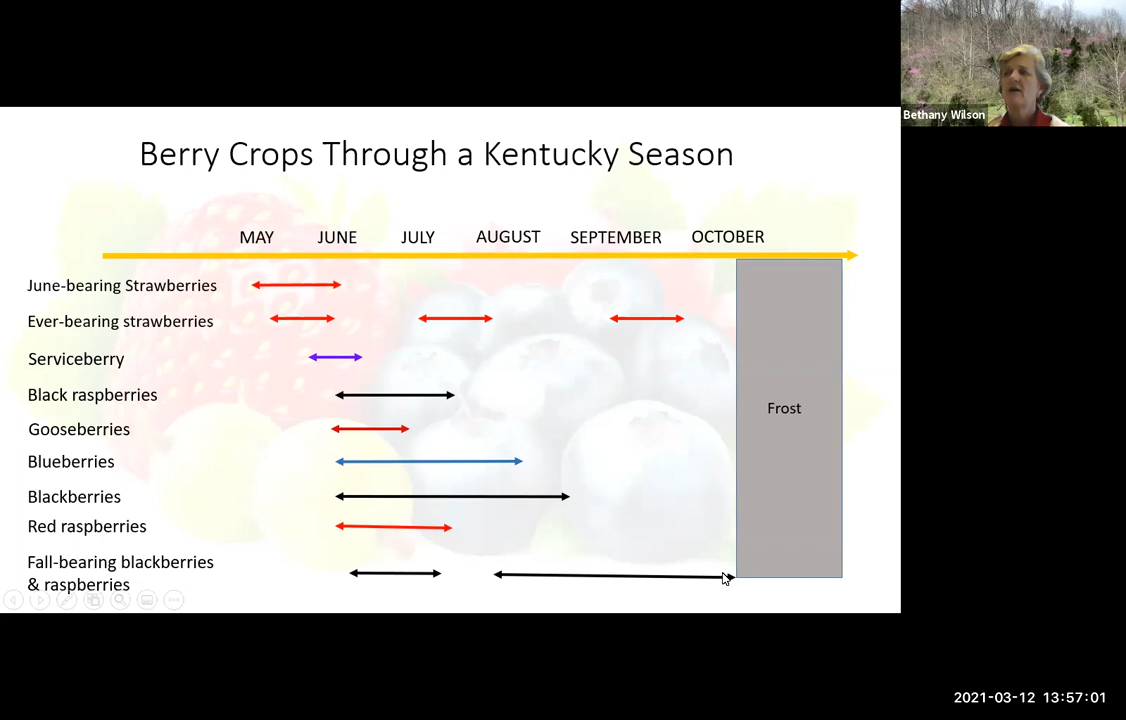 Bethany Wilson
Berry Crops Through a Kentucky Season
MAY JUNE JULY AUGUST SEPTEMBER OCTOBER
June-bearing Strawberries
Ever-bearing strawberries
Serviceberry
Black raspberries
Frost
Gooseberries
Blueberries
Blackberries
Red raspberries
Fall-bearing blackberries
& raspberries
2021-03-12 13:57:01